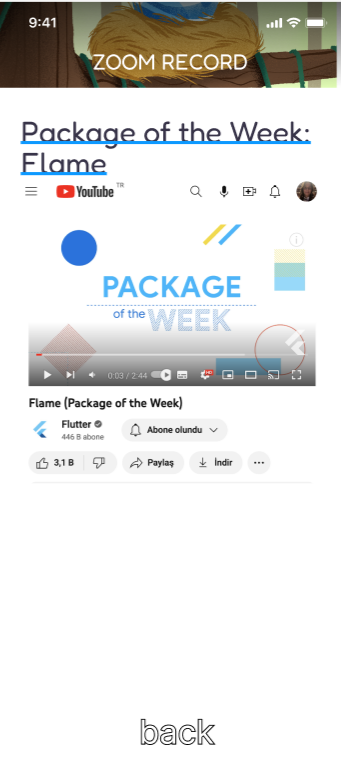 9:41
ZOOM RECORD
Package of the Week:
Flame
YouTube TR
PACKAGE
of the WEEK
0:03 / 2:44
HD
Flame (Package of the Week)
Flutter
446 B abone
Abone olundu
3,1 B
Paylaş
İndir
back